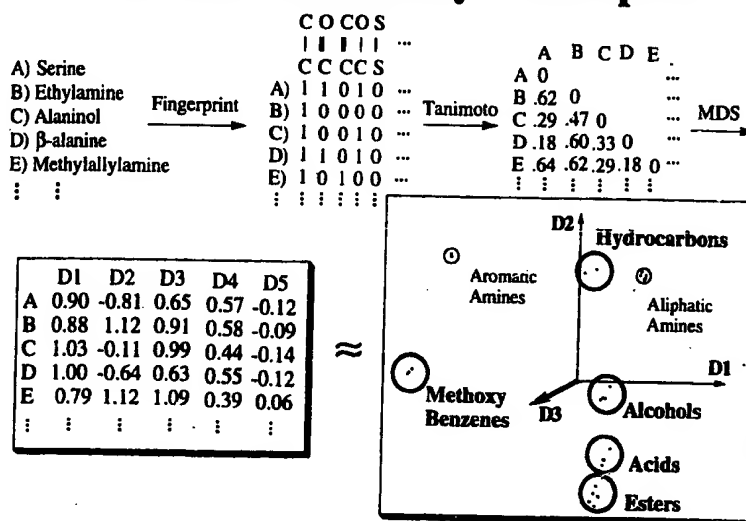 C O C O S
C C C C S
...
A) Serine
B) Ethylamine
C) Alaninol
D) β-alanine
E) Methylallylamine
Fingerprint
A) 1 1 0 1 0 ...
B) 1 0 0 0 0 ...
C) 1 0 0 1 0 ...
D) 1 1 0 1 0 ...
E) 1 0 1 0 0 ...
Tanimoto
A B C D E
A 0 ...
B .62 0 ...
C .29 .47 0 ...
D .18 .60 .33 0 ...
E .64 .62 .29 .18 0 ...
MDS
D1 D2 D3 D4 D5
A 0.90 -0.81 0.65 0.57 -0.12
B 0.88 1.12 0.91 0.58 -0.09
C 1.03 -0.11 0.99 0.44 -0.14
D 1.00 -0.64 0.63 0.55 -0.12
E 0.79 1.12 1.09 0.39 0.06
≈
D2
Hydrocarbons
Aromatic
Amines
Aliphatic
Amines
D1
Methoxy
Benzenes
D3
Alcohols
Acids
Esters